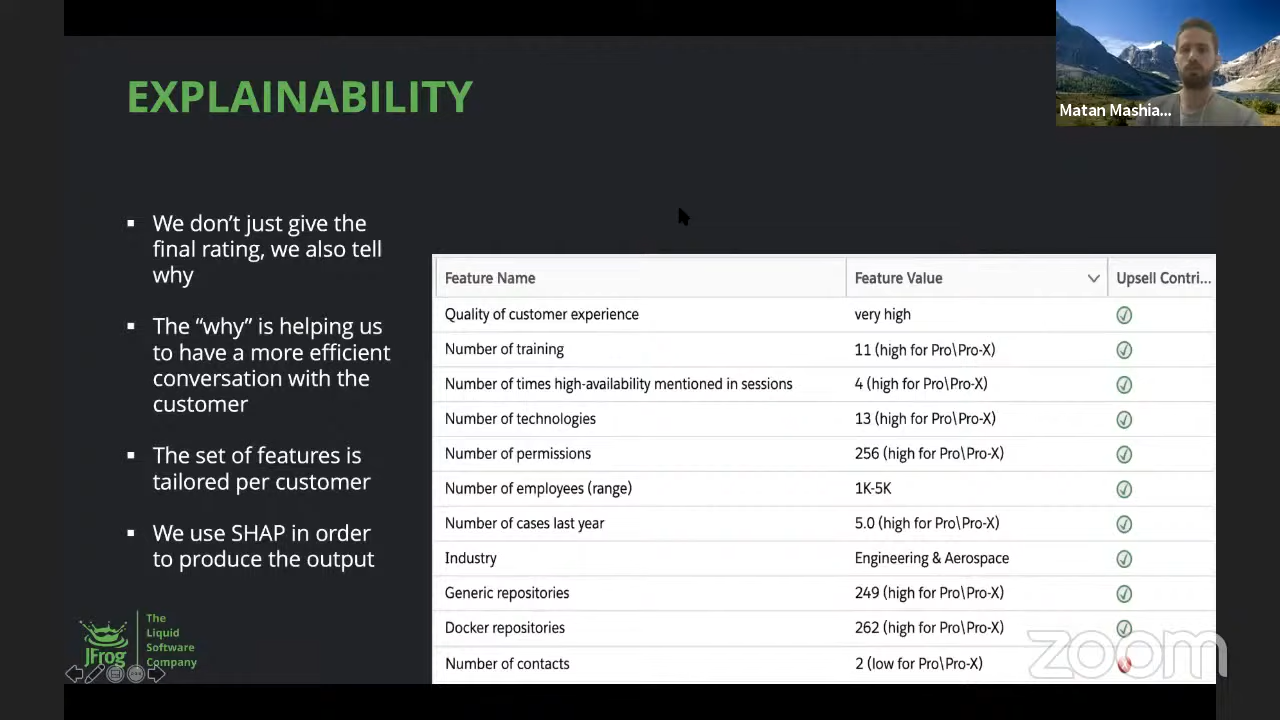 EXPLAINABILITY
Matan Mashia...
▪ We don't just give the
final rating, we also tell
why
▪ The “why” is helping us
to have a more efficient
conversation with the
customer
▪ The set of features is
tailored per customer
▪ We use SHAP in order
to produce the output
Feature Name Feature Value Upsell Contri...
Quality of customer experience very high
Number of training 11 (high for Pro\Pro-X)
Number of times high-availability mentioned in sessions 4 (high for Pro\Pro-X)
Number of technologies 13 (high for Pro\Pro-X)
Number of permissions 256 (high for Pro\Pro-X)
Number of employees (range) 1K-5K
Number of cases last year 5.0 (high for Pro\Pro-X)
Industry Engineering & Aerospace
Generic repositories 249 (high for Pro\Pro-X)
Docker repositories 262 (high for Pro\Pro-X)
Number of contacts 2 (low for Pro\Pro-X)
JFrog
The
Liquid
Software
Company
zoom